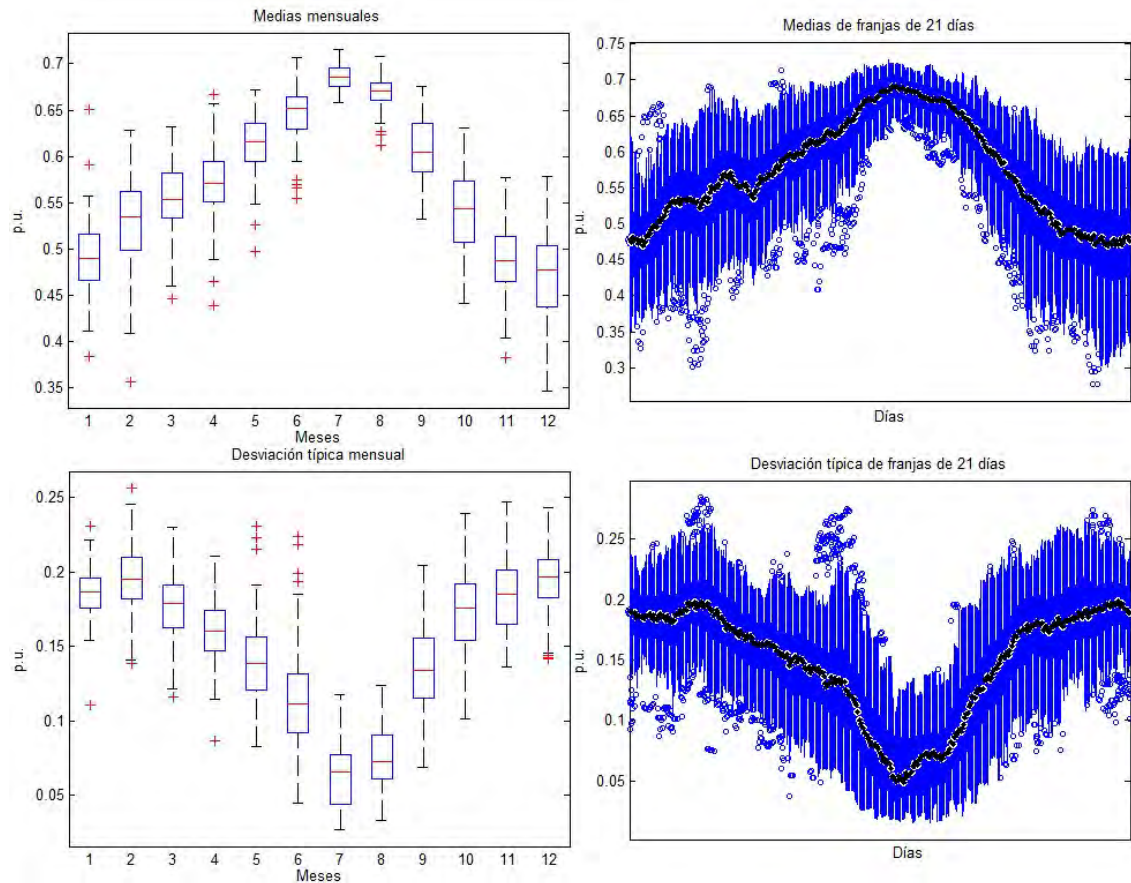 Medias mensuales
0.7
0.65
0.6
0.55
0.5
0.45
0.4
0.35
p.u.
1 2 3 4 5 6 7 8 9 10 11 12
Meses
Medias de franjas de 21 días
0.75
0.7
0.65
0.6
0.55
0.5
0.45
0.4
0.35
0.3
p.u.
Días
Desviación típica mensual
0.25
0.2
0.15
0.1
0.05
p.u.
1 2 3 4 5 6 7 8 9 10 11 12
Meses
Desviación típica de franjas de 21 días
0.25
0.2
0.15
0.1
0.05
p.u.
Días